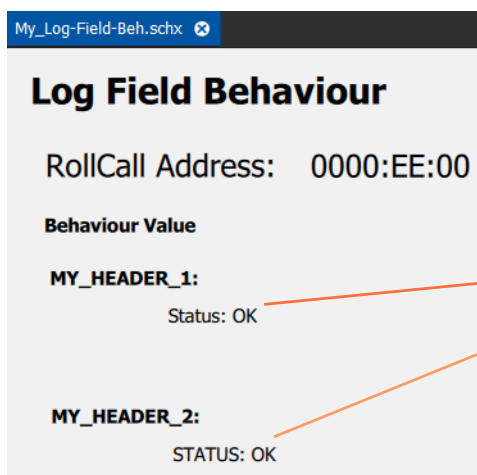 My_Log-Field-Beh.schx
Log Field Behaviour
RollCall Address: 0000:EE:00
Behaviour Value
MY_HEADER_1:
Status: OK
MY_HEADER_2:
STATUS: OK